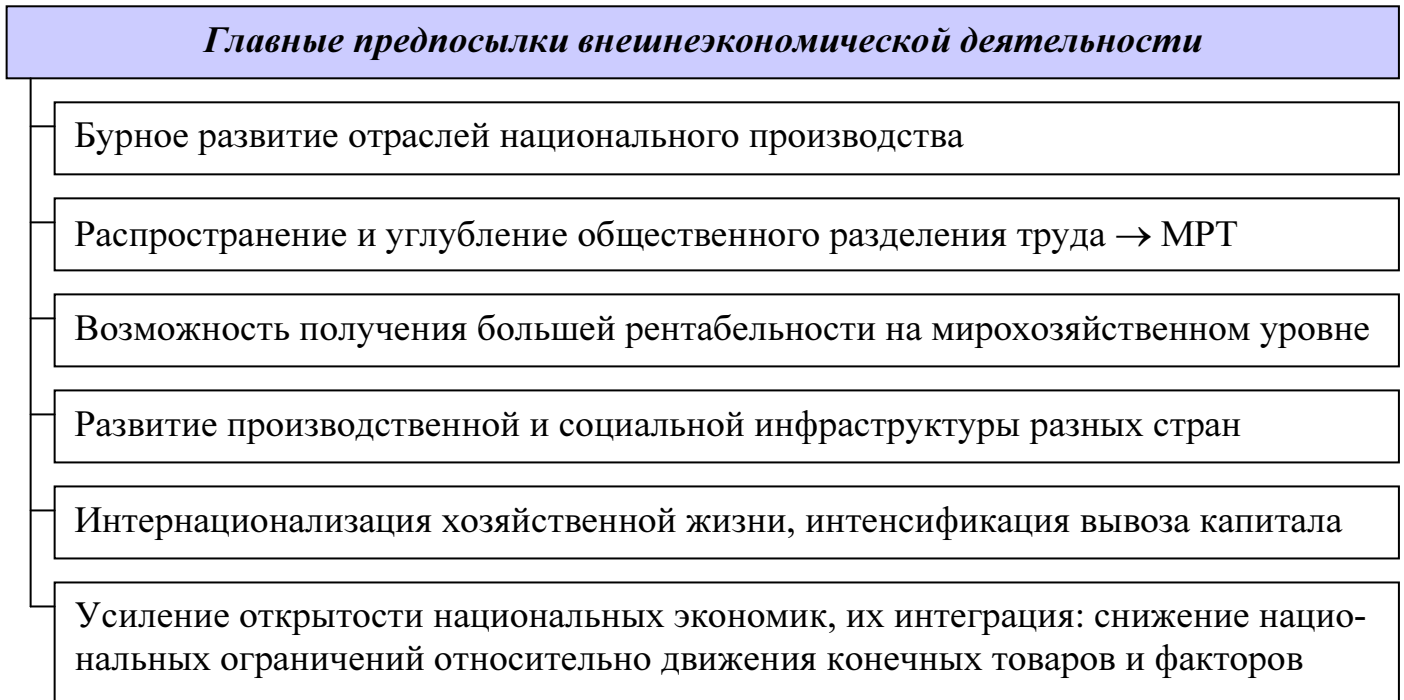 Главные предпосылки внешнеэкономической деятельности
Бурное развитие отраслей национального производства
Распространение и углубление общественного разделения труда → МРТ
Возможность получения большей рентабельности на мирохозяйственном уровне
Развитие производственной и социальной инфраструктуры разных стран
Интернационализация хозяйственной жизни, интенсификация вывоза капитала
Усиление открытости национальных экономик, их интеграция: снижение нацио-
нальных ограничений относительно движения конечных товаров и факторов